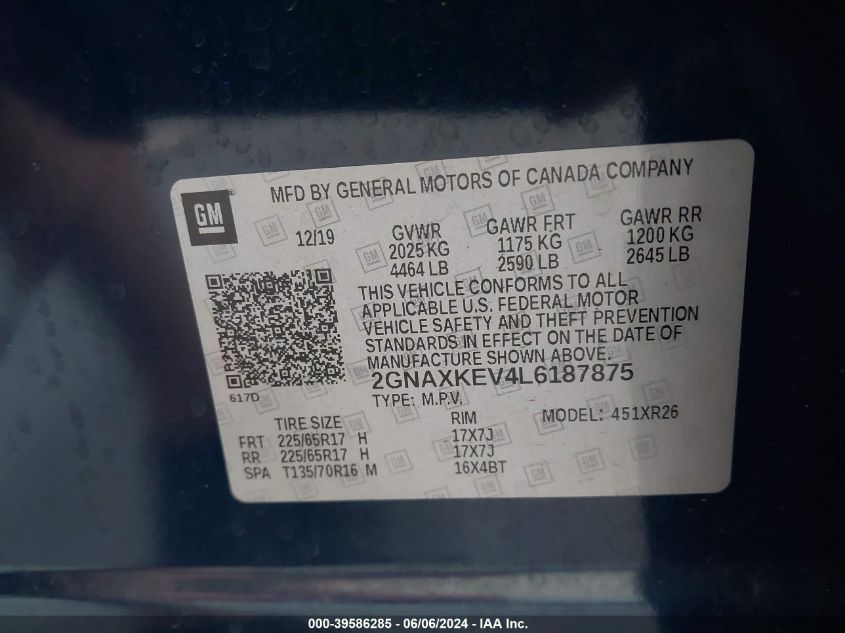 GM
MFD BY GENERAL MOTORS OF CANADA COMPANY
12/19 GVWR GAWR FRT GAWR RR
2025 KG 1175 KG 1200 KG
4464 LB 2590 LB 2645 LB
THIS VEHICLE CONFORMS TO ALL
APPLICABLE U.S. FEDERAL MOTOR
VEHICLE SAFETY AND THEFT PREVENTION
STANDARDS IN EFFECT ON THE DATE OF
MANUFACTURE SHOWN ABOVE.
2GNAXKEV4L6187875
617D
TYPE: M.P.V. MODEL: 451XR26
TIRE SIZE RIM
FRT 225/65R17 H 17X7J
RR 225/65R17 H 17X7J
SPA T135/70R16 M 16X4BT
000-39586285 - 06/06/2024 - IAA Inc.